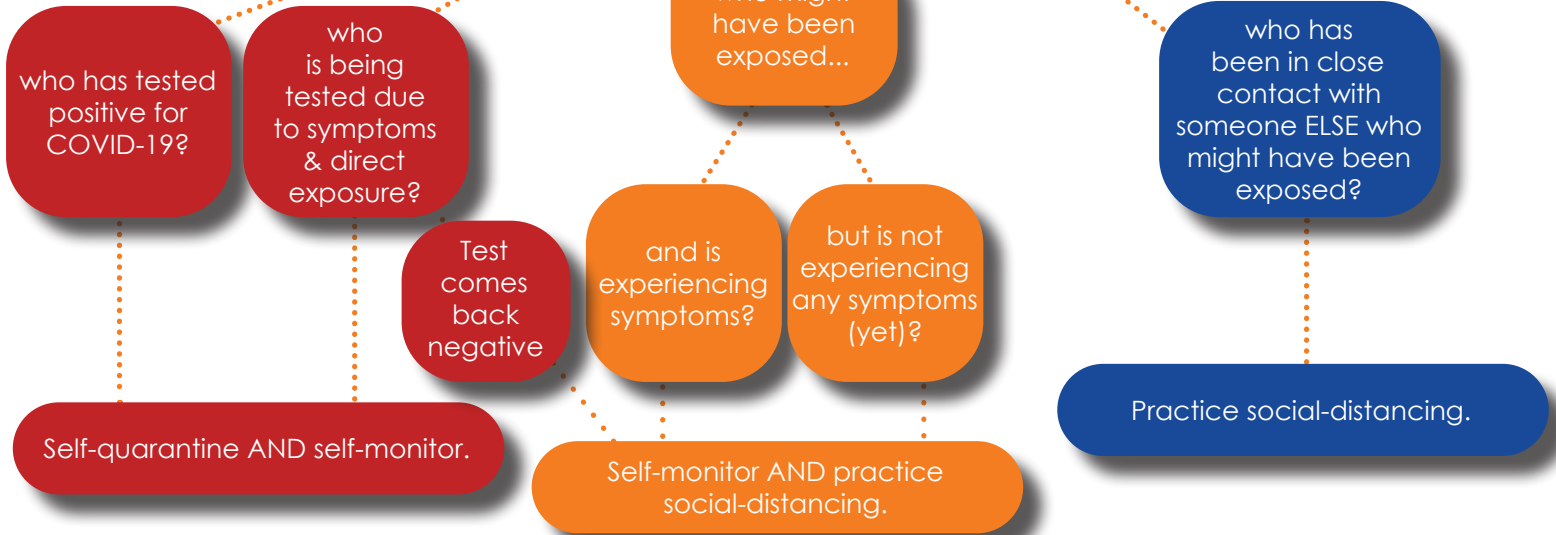 who has tested
positive for
COVID-19?
who
is being
tested due
to symptoms
& direct
exposure?
who might
have been
exposed...
who has
been in close
contact with
someone ELSE who
might have been
exposed?
Test
comes
back
negative
and is
experiencing
symptoms?
but is not
experiencing
any symptoms
(yet)?
Self-quarantine AND self-monitor.
Self-monitor AND practice
social-distancing.
Practice social-distancing.